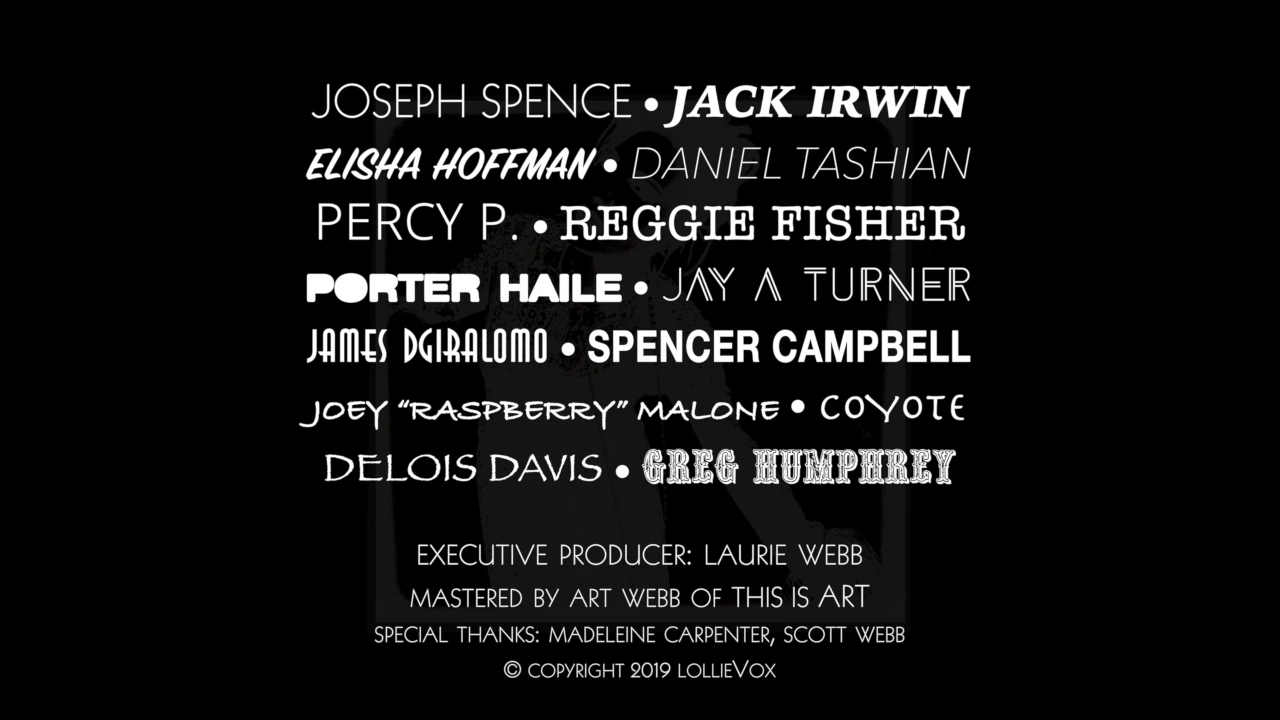 JOSEPH SPENCE • JACK IRWIN
ELISHA HOFFMAN • DANIEL TASHIAN
PERCY P. • REGGIE FISHER
PORTER HAILE • JAY A TURNER
JAMES DGIRALOMO • SPENCER CAMPBELL
JOEY “RASPBERRY” MALONE • COYOTE
DELOIS DAVIS • GREG HUMPHREY
EXECUTIVE PRODUCER: LAURIE WEBB
MASTERED BY ART WEBB OF THIS IS ART
SPECIAL THANKS: MADELEINE CARPENTER, SCOTT WEBB
© COPYRIGHT 2019 LOLLIEVOX